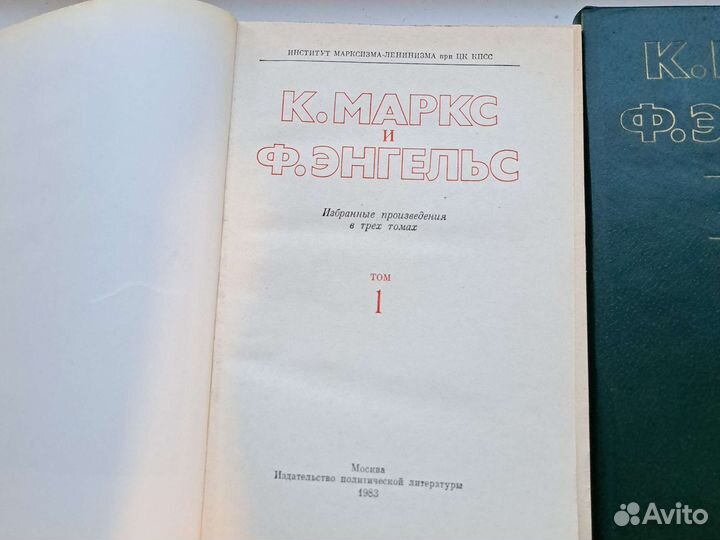 ИНСТИТУТ МАРКСИЗМА-ЛЕНИНИЗМА при ЦК КПСС
К. МАРКС
И
Ф. ЭНГЕЛЬС
Избранные произведения
в трех томах
ТОМ
1
Москва
Издательство политической литературы
1983
К.
Ф. Э
Avito